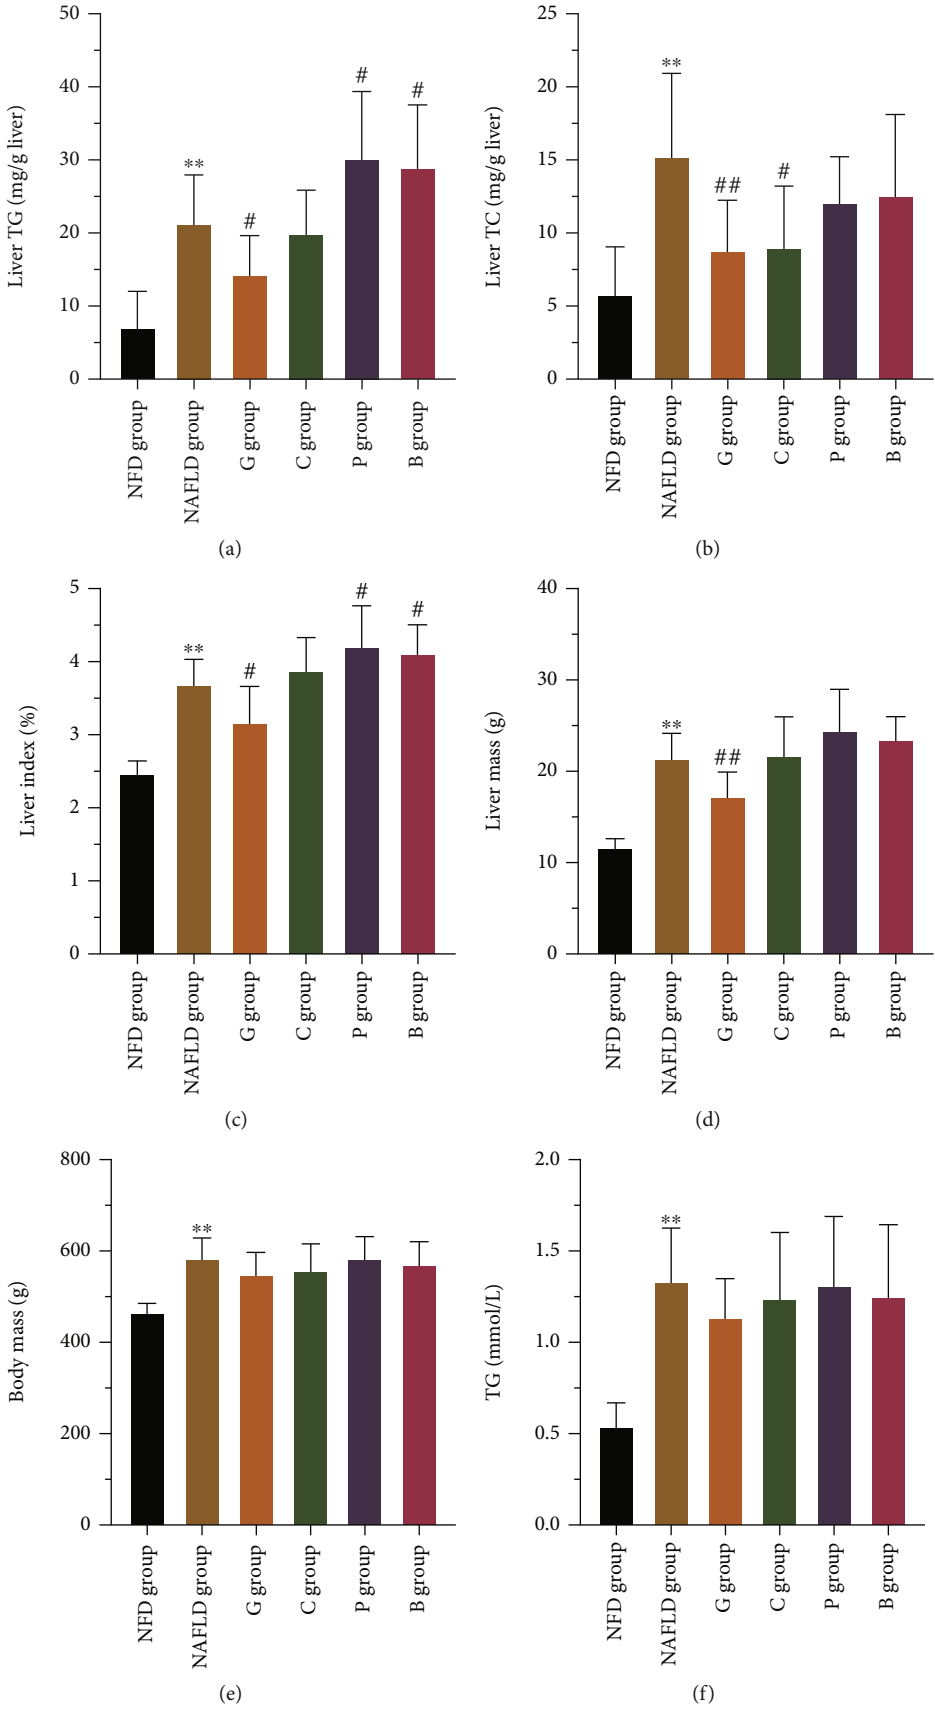 Liver TG (mg/g liver)
50
40
30
20
10
0
**
#
#
#
NFD group
NAFLD group
G group
C group
P group
B group
(a)
Liver TC (mg/g liver)
25
20
15
10
5
0
**
##
#
NFD group
NAFLD group
G group
C group
P group
B group
(b)
Liver index (%)
5
4
3
2
1
0
**
#
#
#
NFD group
NAFLD group
G group
C group
P group
B group
(c)
Liver mass (g)
40
30
20
10
0
**
##
NFD group
NAFLD group
G group
C group
P group
B group
(d)
Body mass (g)
800
600
400
200
0
**
NFD group
NAFLD group
G group
C group
P group
B group
(e)
TG (mmol/L)
2.0
1.5
1.0
0.5
0.0
**
NFD group
NAFLD group
G group
C group
P group
B group
(f)